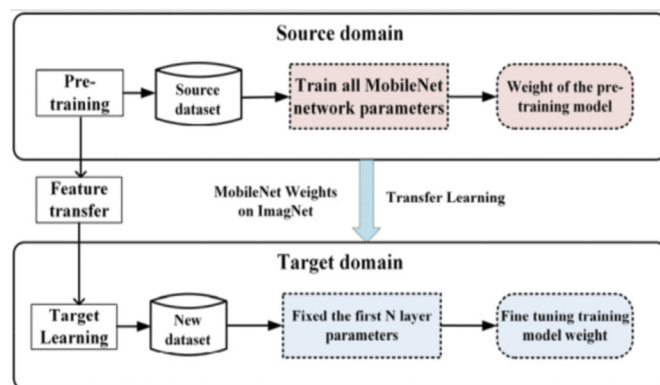 Source domain
Pre-
training
Source
dataset
Train all MobileNet
network parameters
Weight of the pre-
training model
Feature
transfer
MobileNet Weights
on ImagNet
Transfer Learning
Target domain
Target
Learning
New
dataset
Fixed the first N layer
parameters
Fine tuning training
model weight